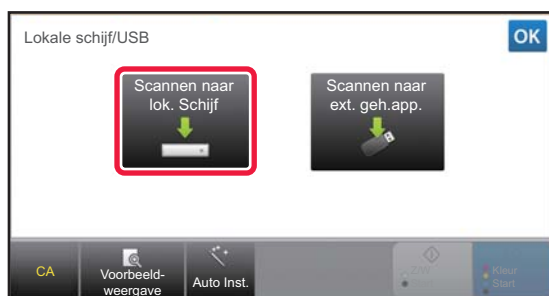 Lokale schijf/USB
OK
Scannen naar
lok. Schijf
Scannen naar
ext. geh.app.
CA
Voorbeeld-
weergave
Auto Inst.
Z/W
Start
Kleur
Start